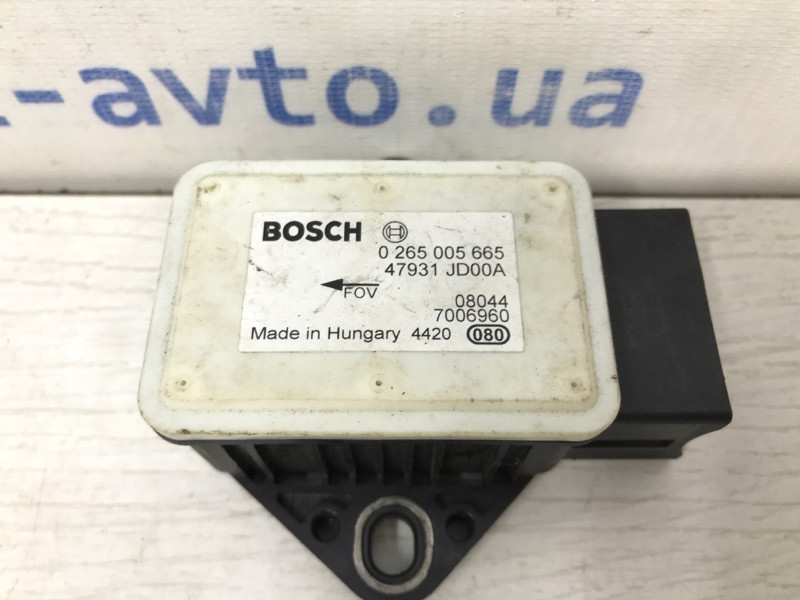 -avto.ua
BOSCH
0 265 005 665
47931 JD00A
FOV
08044
7006960
Made in Hungary 4420 080